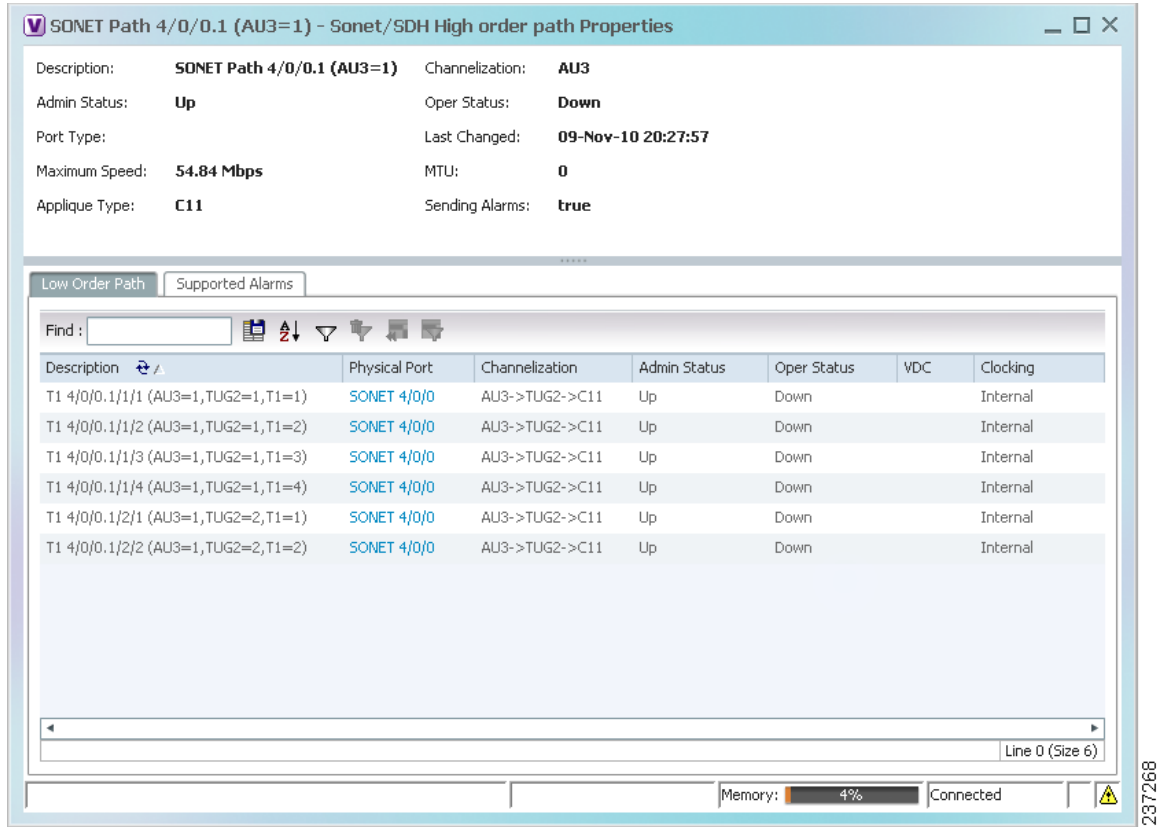 SONET Path 4/0/0.1 (AU3=1) - Sonet/SDH High order path Properties
Description: SONET Path 4/0/0.1 (AU3=1) Channelization: AU3
Admin Status: Up Oper Status: Down
Port Type: Last Changed: 09-Nov-10 20:27:57
Maximum Speed: 54.84 Mbps MTU: 0
Applique Type: C11 Sending Alarms: true
Low Order Path Supported Alarms
Find :
Description Physical Port Channelization Admin Status Oper Status VDC Clocking
T1 4/0/0.1/1/1 (AU3=1,TUG2=1,T1=1) SONET 4/0/0 AU3->TUG2->C11 Up Down Internal
T1 4/0/0.1/1/2 (AU3=1,TUG2=1,T1=2) SONET 4/0/0 AU3->TUG2->C11 Up Down Internal
T1 4/0/0.1/1/3 (AU3=1,TUG2=1,T1=3) SONET 4/0/0 AU3->TUG2->C11 Up Down Internal
T1 4/0/0.1/1/4 (AU3=1,TUG2=1,T1=4) SONET 4/0/0 AU3->TUG2->C11 Up Down Internal
T1 4/0/0.1/2/1 (AU3=1,TUG2=2,T1=1) SONET 4/0/0 AU3->TUG2->C11 Up Down Internal
T1 4/0/0.1/2/2 (AU3=1,TUG2=2,T1=2) SONET 4/0/0 AU3->TUG2->C11 Up Down Internal
Line 0 (Size 6)
Memory: 4% Connected
237268